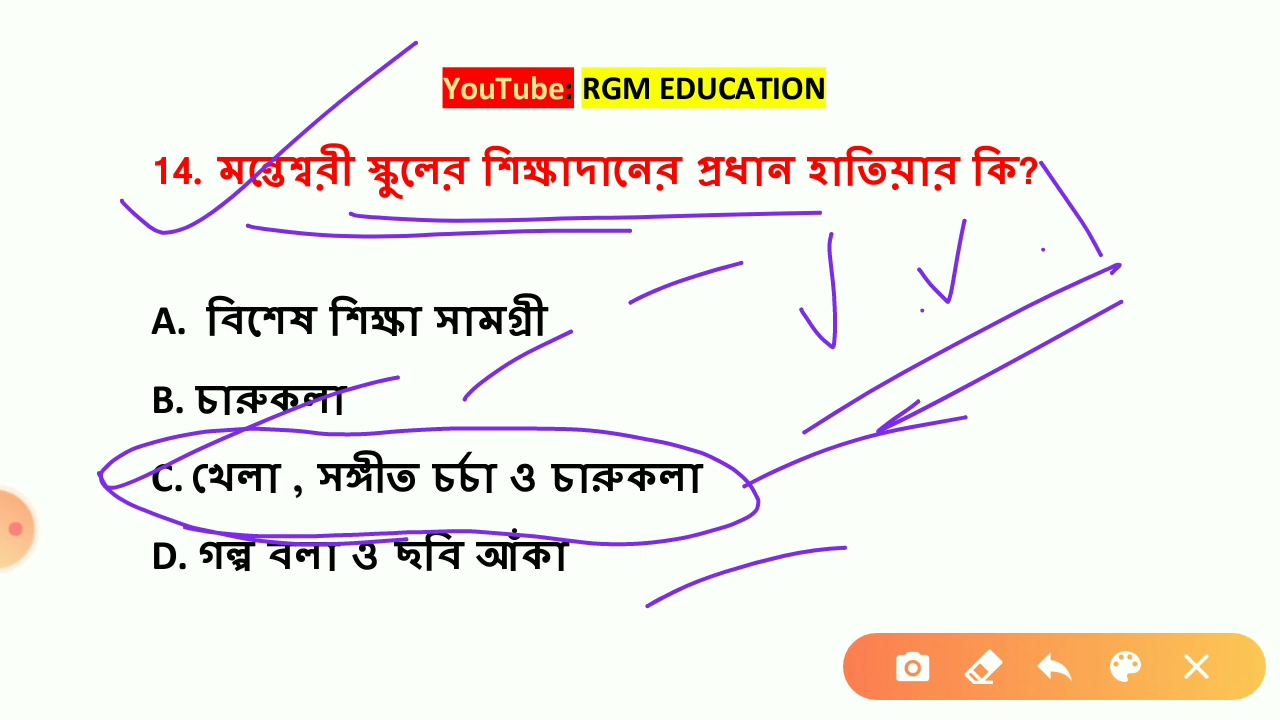 YouTube: RGM EDUCATION
14. মন্তেশ্বরী স্কুলের শিক্ষাদানের প্রধান হাতিয়ার কি?
A. বিশেষ শিক্ষা সামগ্রী
B. চারুকলা
C. খেলা , সঙ্গীত চর্চা ও চারুকলা
D. গল্প বলা ও ছবি আঁকা